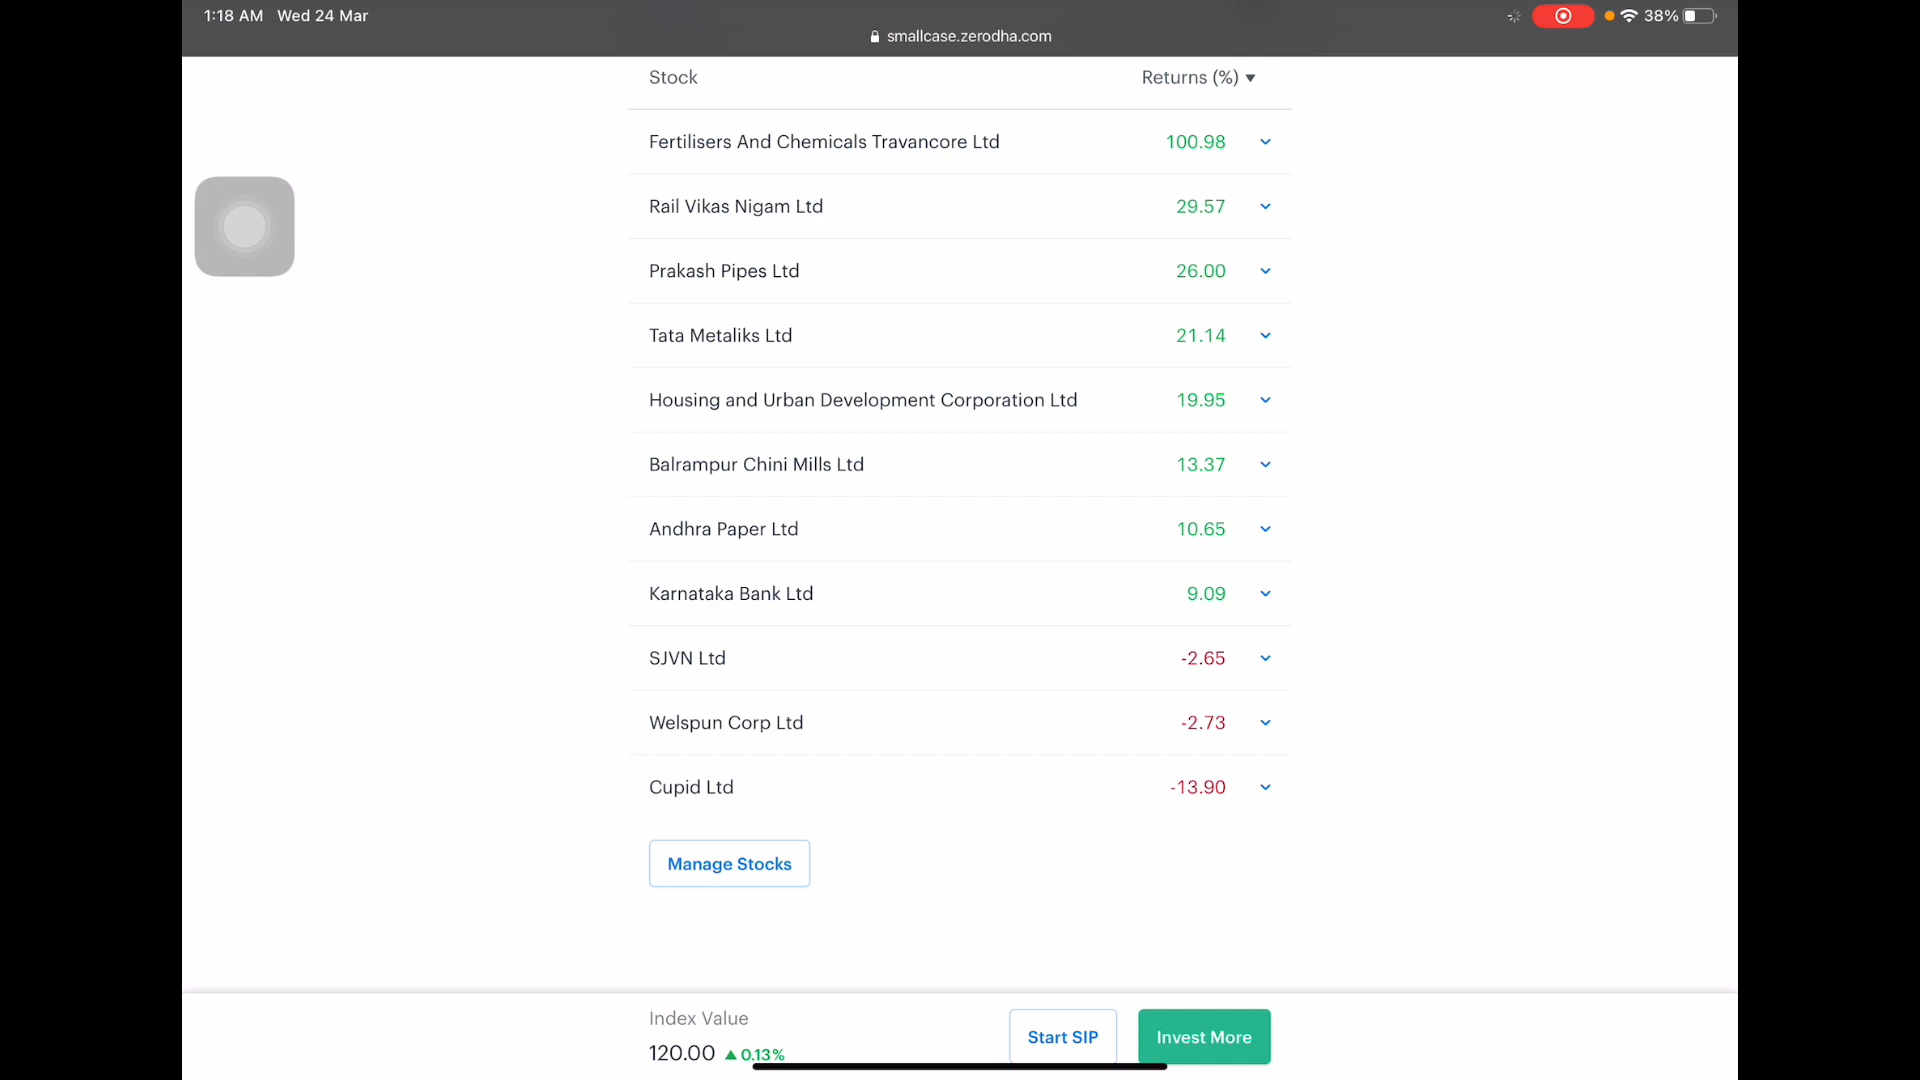 1:18 AM Wed 24 Mar
38%
smallcase.zerodha.com
Stock Returns (%) ▼
Fertilisers And Chemicals Travancore Ltd 100.98
Rail Vikas Nigam Ltd 29.57
Prakash Pipes Ltd 26.00
Tata Metaliks Ltd 21.14
Housing and Urban Development Corporation Ltd 19.95
Balrampur Chini Mills Ltd 13.37
Andhra Paper Ltd 10.65
Karnataka Bank Ltd 9.09
SJVN Ltd -2.65
Welspun Corp Ltd -2.73
Cupid Ltd -13.90
Manage Stocks
Index Value
120.00 ▲ 0.13%
Start SIP
Invest More